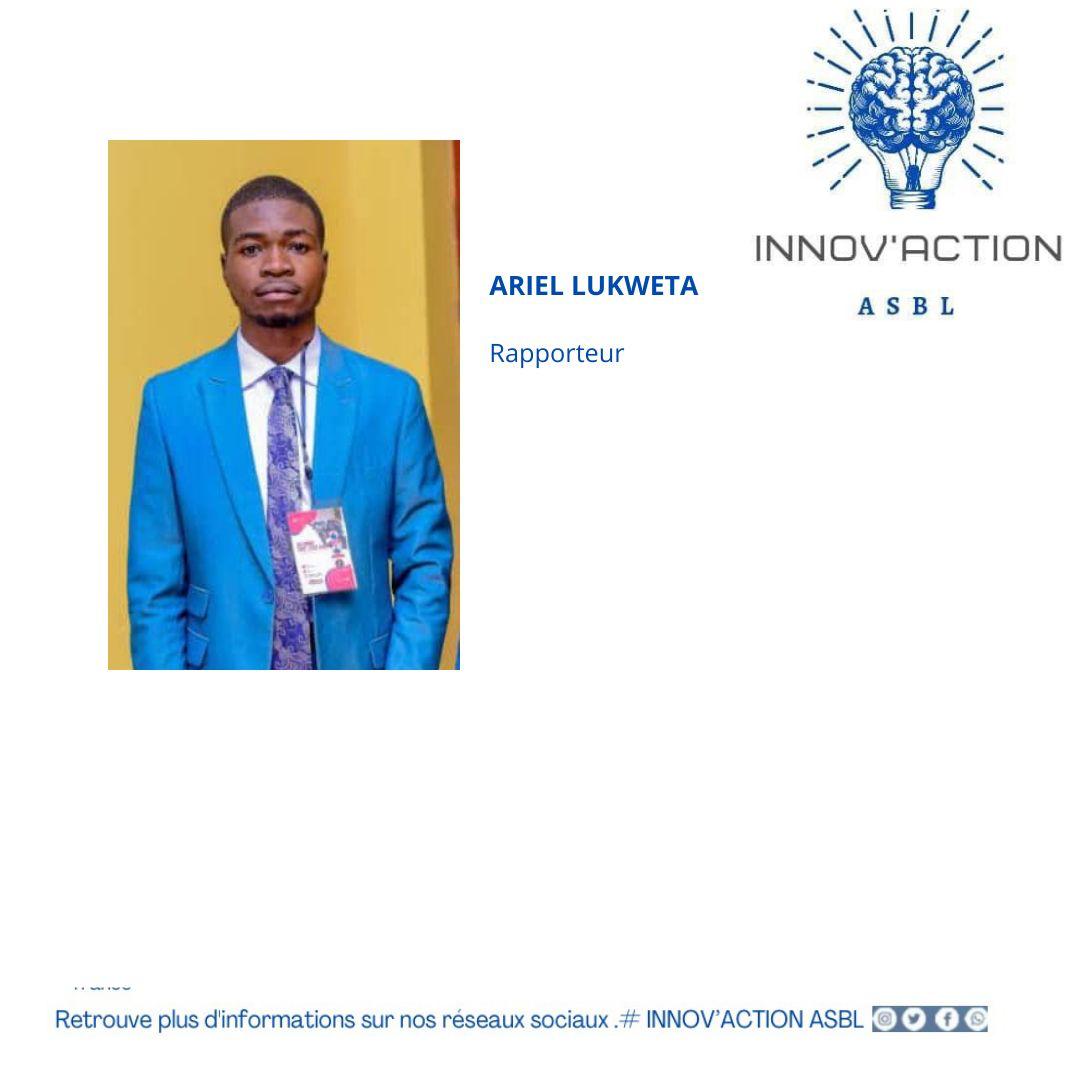 INNOV'ACTION
ASBL
ARIEL LUKWETA
Rapporteur
Retrouve plus d'informations sur nos réseaux sociaux .# INNOV'ACTION ASBL